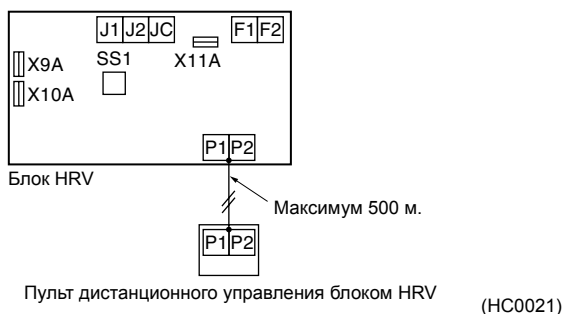 J1 J2 JC F1 F2
X9A SS1 X11A
X10A
P1 P2
Блок HRV
Максимум 500 м.
P1 P2
Пульт дистанционного управления блоком HRV
(HC0021)